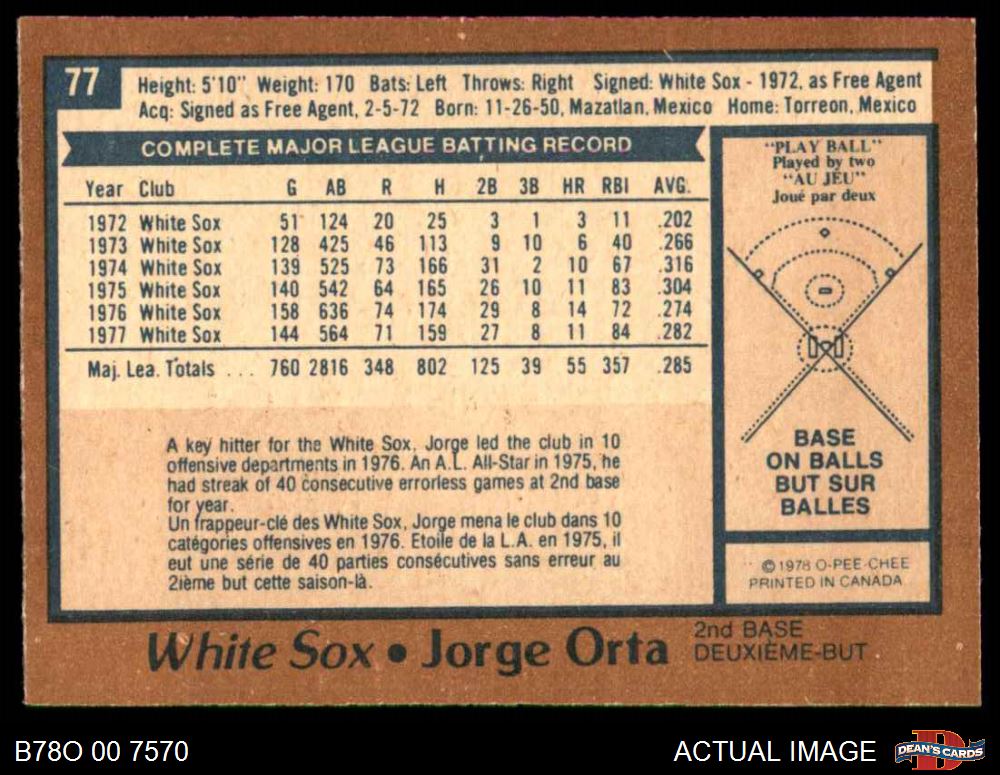 77
Height: 5'10" Weight: 170 Bats: Left Throws: Right Signed: White Sox - 1972, as Free Agent
Acq: Signed as Free Agent, 2-5-72 Born: 11-26-50, Mazatlan, Mexico Home: Torreon, Mexico
COMPLETE MAJOR LEAGUE BATTING RECORD
Year Club G AB R H 2B 3B HR RBI AVG.
1972 White Sox 51 124 20 25 3 1 3 11 .202
1973 White Sox 128 425 46 113 9 10 6 40 .266
1974 White Sox 139 525 73 166 31 2 10 67 .316
1975 White Sox 140 542 64 165 26 10 11 83 .304
1976 White Sox 158 636 74 174 29 8 14 72 .274
1977 White Sox 144 564 71 159 27 8 11 84 .282
Maj. Lea. Totals ... 760 2816 348 802 125 39 55 357 .285
A key hitter for the White Sox, Jorge led the club in 10
offensive departments in 1976. An A.L. All-Star in 1975, he
had streak of 40 consecutive errorless games at 2nd base
for year.
Un frappeur-clé des White Sox, Jorge mena le club dans 10
catégories offensives en 1976. Etoile de la L.A. en 1975, il
eut une série de 40 parties consécutives sans erreur au
2ième but cette saison-là.
"PLAY BALL"
Played by two
"AU JEU"
Joué par deux
BASE
ON BALLS
BUT SUR
BALLES
©1978 O-PEE-CHEE
PRINTED IN CANADA
White Sox • Jorge Orta
2nd BASE
DEUXIÈME-BUT
B78O 00 7570
ACTUAL IMAGE
DEAN'S CARDS